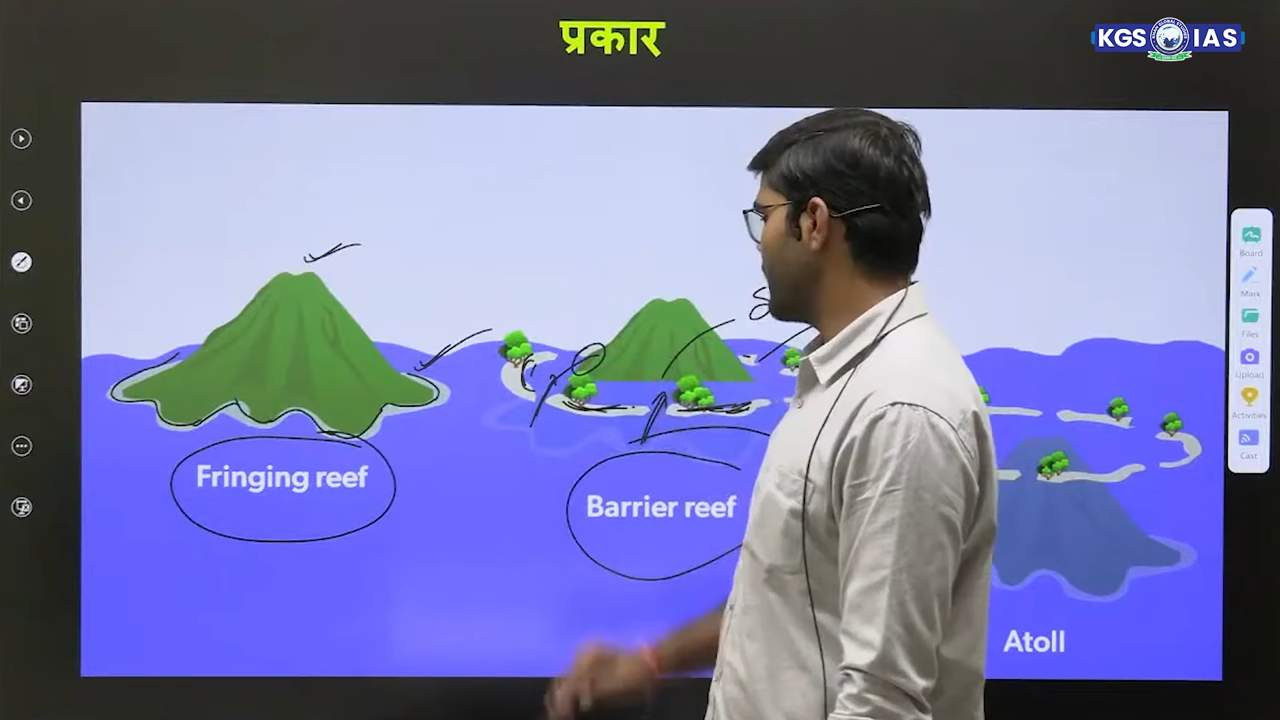 प्रकार
KGS IAS
Fringing reef
Barrier reef
Atoll
Board
Mark
Files
Upload
Activities
Cast